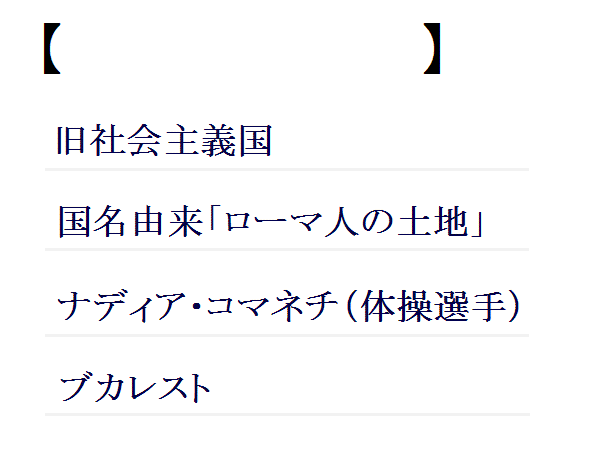 【　　　　　　　　　】
旧社会主義国
国名由来「ローマ人の土地」
ナディア・コマネチ(体操選手)
ブカレスト